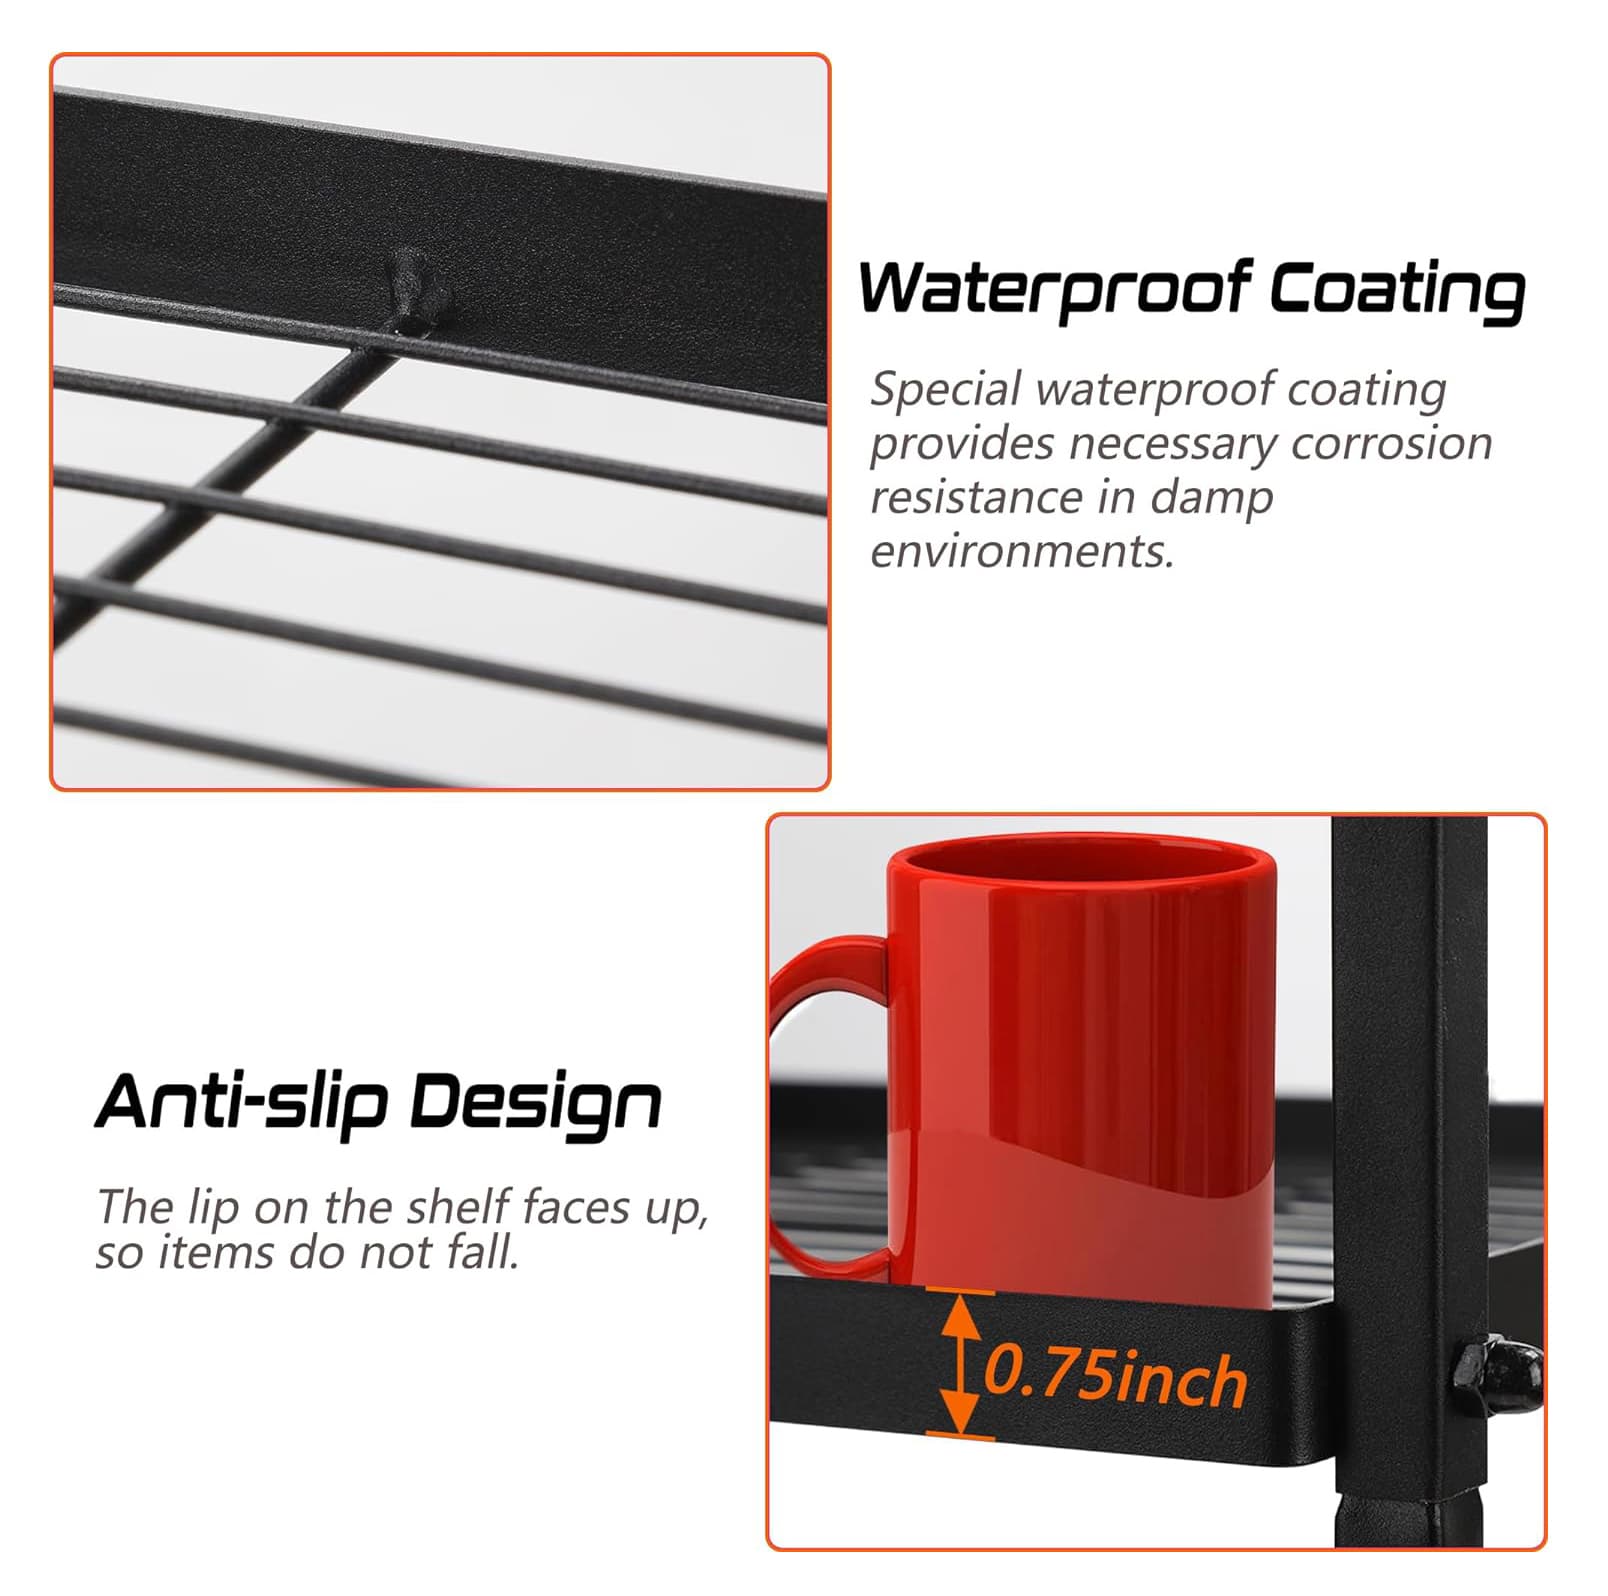 Waterproof Coating
Special waterproof coating
provides necessary corrosion
resistance in damp
environments.
Anti-slip Design
The lip on the shelf faces up,
so items do not fall.
0.75inch